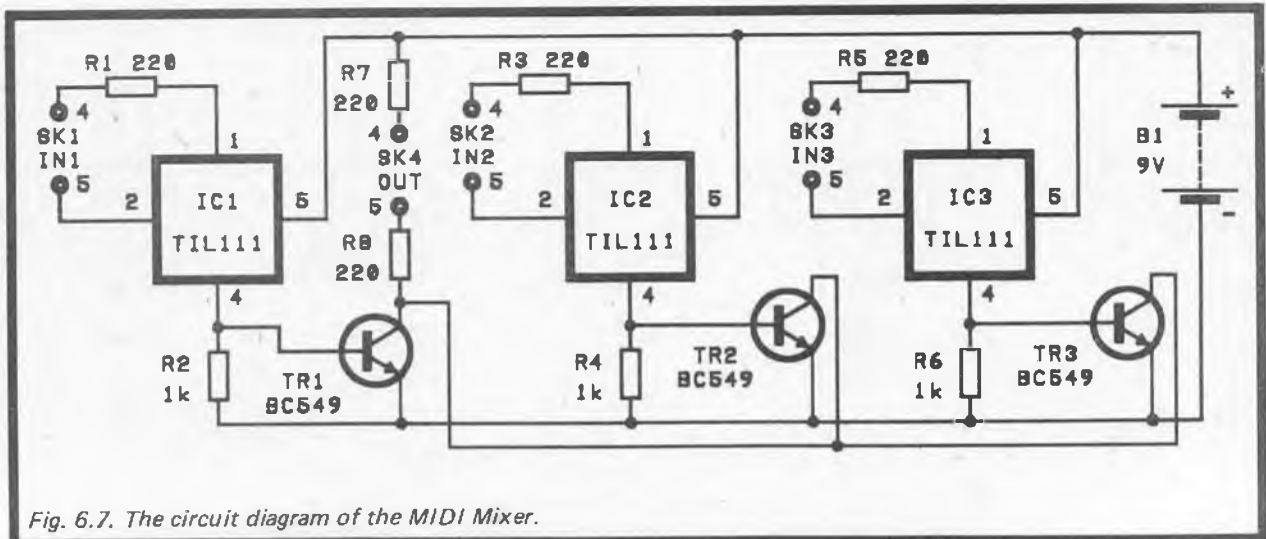 R1 220
4
SK1
IN1
5
1
2
IC1
TIL111
5
4
R2
1k
TR1
BC549
R7
220
4
SK4
OUT
5
R8
220
R3 220
4
SK2
IN2
5
1
2
IC2
TIL111
5
4
R4
1k
TR2
BC549
R5 220
4
SK3
IN3
5
1
2
IC3
TIL111
5
4
R6
1k
TR3
BC549
+
B1
9V
-
Fig. 6.7. The circuit diagram of the MIDI Mixer.